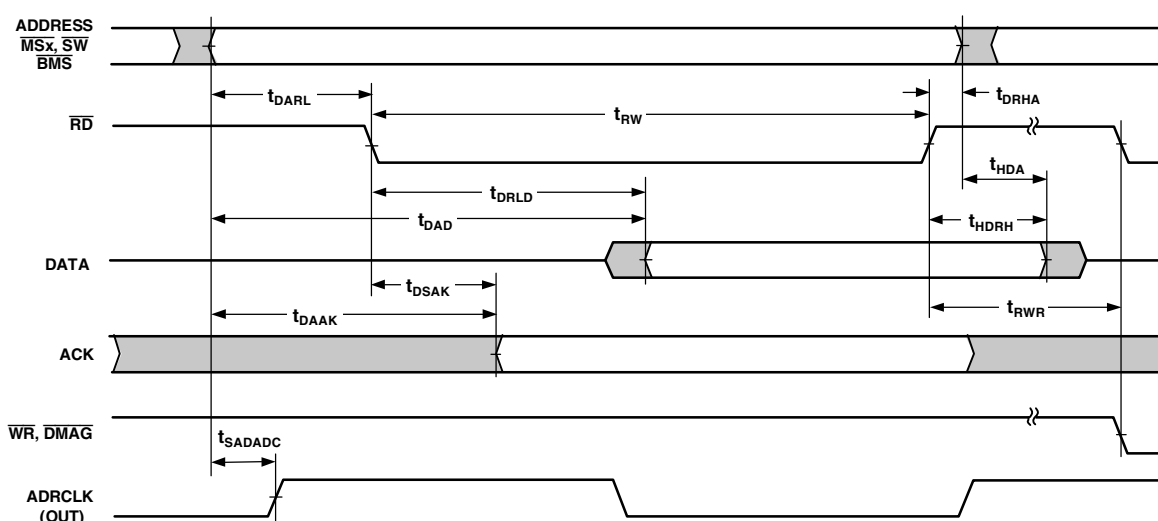 ADDRESS
MSx, SW
BMS
tDARL
tDRHA
tRW
RD
tHDA
tDRLD
tDAD
tHDRH
DATA
tDSAK
tDAAK
tRWR
ACK
WR, DMAG
tSADADC
ADRCLK
(OUT)